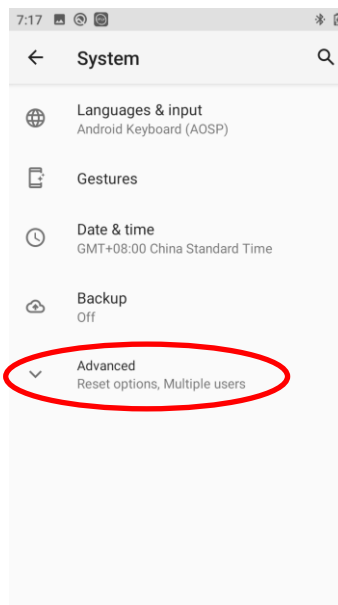 7:17
System
Languages & input
Android Keyboard (AOSP)
Gestures
Date & time
GMT+08:00 China Standard Time
Backup
Off
Advanced
Reset options, Multiple users